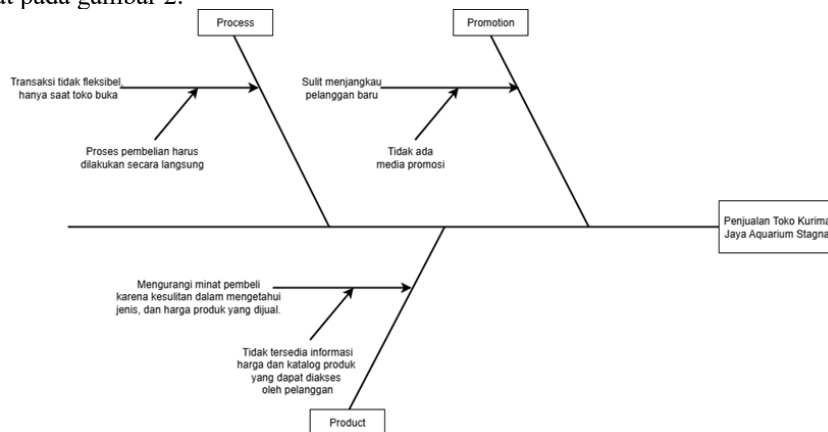 pada gambar 2.
Process
Promotion
Transaksi tidak fleksibel,
hanya saat toko buka
Sulit menjangkau
pelanggan baru
Proses pembelian harus
dilakukan secara langsung
Tidak ada
media promosi
Penjualan Toko Kurima
Jaya Aquarium Stagna
Mengurangi minat pembeli
karena kesulitan dalam mengetahui
jenis, dan harga produk yang dijual.
Tidak tersedia informasi
harga dan katalog produk
yang dapat diakses
oleh pelanggan
Product